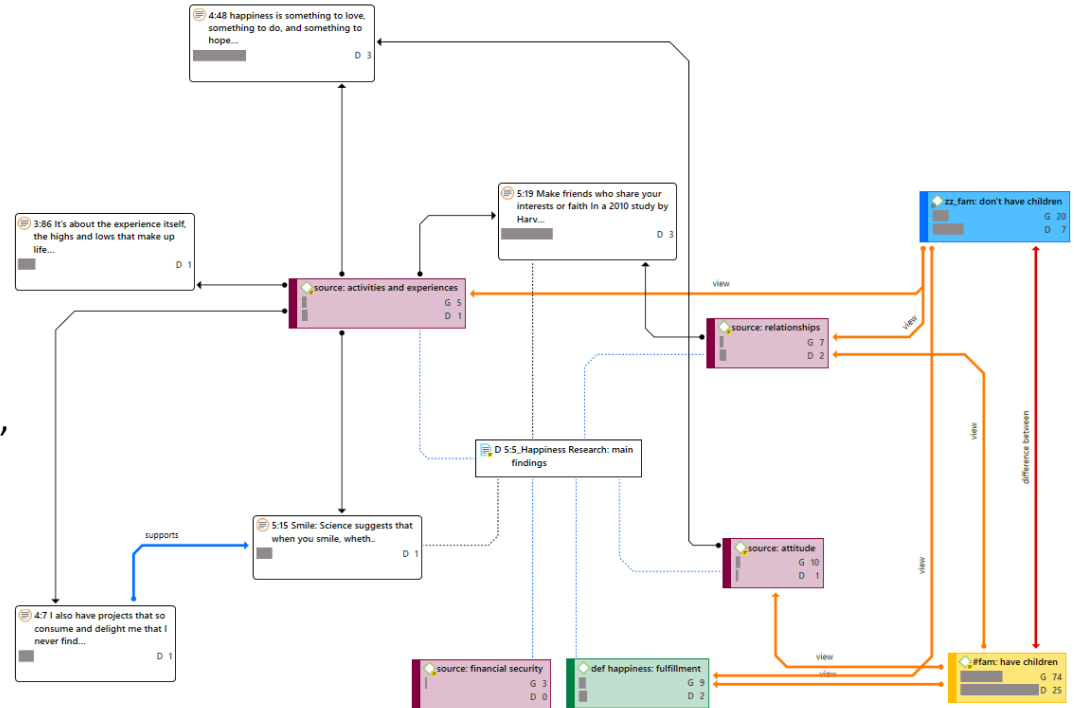 4:48 happiness is something to love,
something to do, and something to
hope...
D 3
5:19 Make friends who share your
interests or faith In a 2010 study by
Harv...
D 3
zz_fam: don't have children
G 20
D 7
3:86 It's about the experience itself,
the highs and lows that make up
life...
D 1
source: activities and experiences
G 5
D 1
view
source: relationships
G 7
D 2
view
,
view
difference between
D 5:5_Happiness Research: main
findings
5:15 Smile: Science suggests that
when you smile, wheth..
D 1
supports
source: attitude
G 10
D 1
view
4:7 I also have projects that so
consume and delight me that I
never find...
D 1
source: financial security
G 3
D 0
def happiness: fulfillment
G 9
D 2
view
view
#fam: have children
G 74
D 25